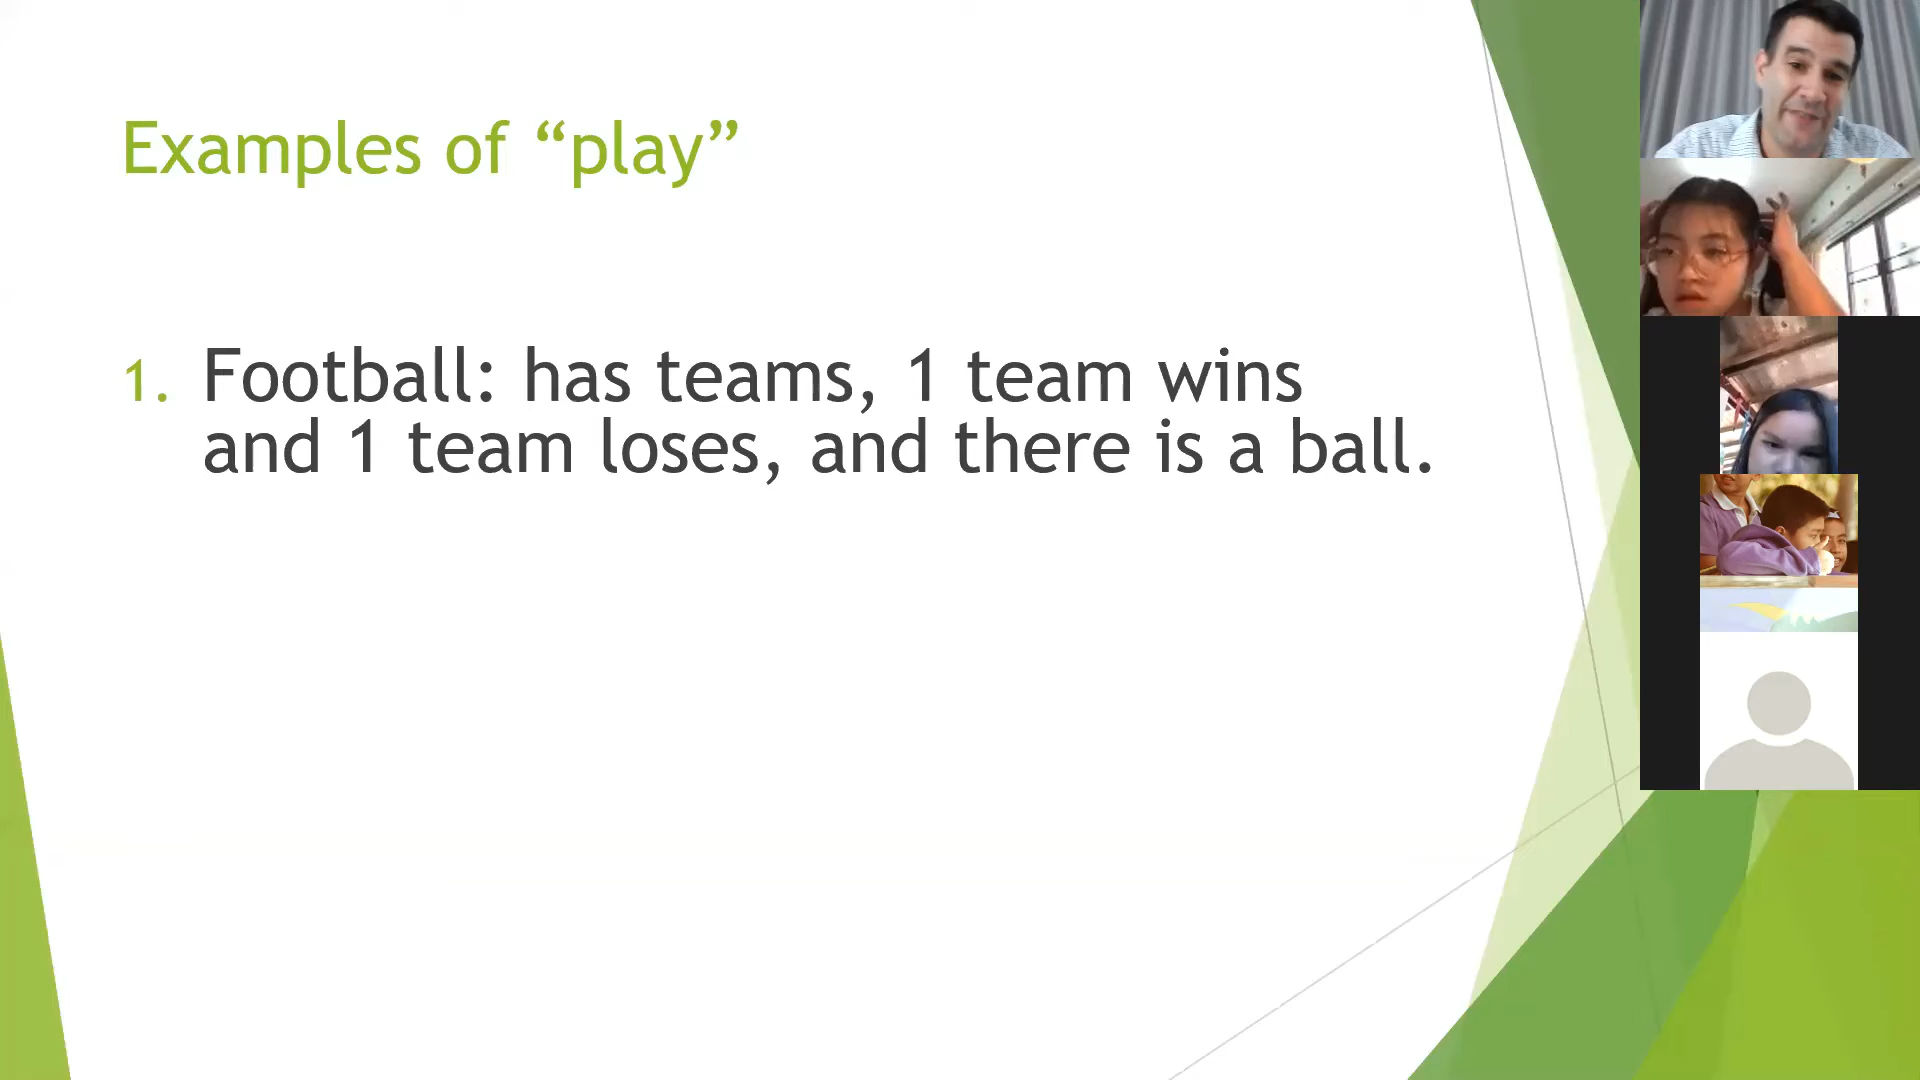 Examples of “play”
1. Football: has teams, 1 team wins
and 1 team loses, and there is a ball.